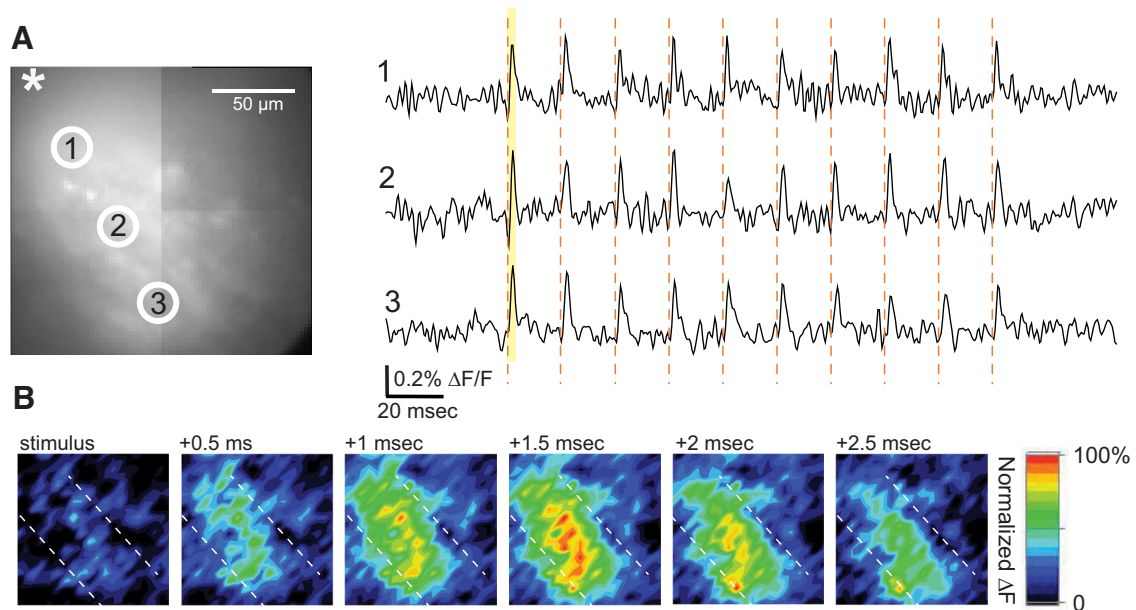 A
*
50 µm
1
2
3
1
2
3
0.2% ΔF/F
20 msec
B
stimulus
+0.5 ms
+1 msec
+1.5 msec
+2 msec
+2.5 msec
100%
Normalized ΔF
0